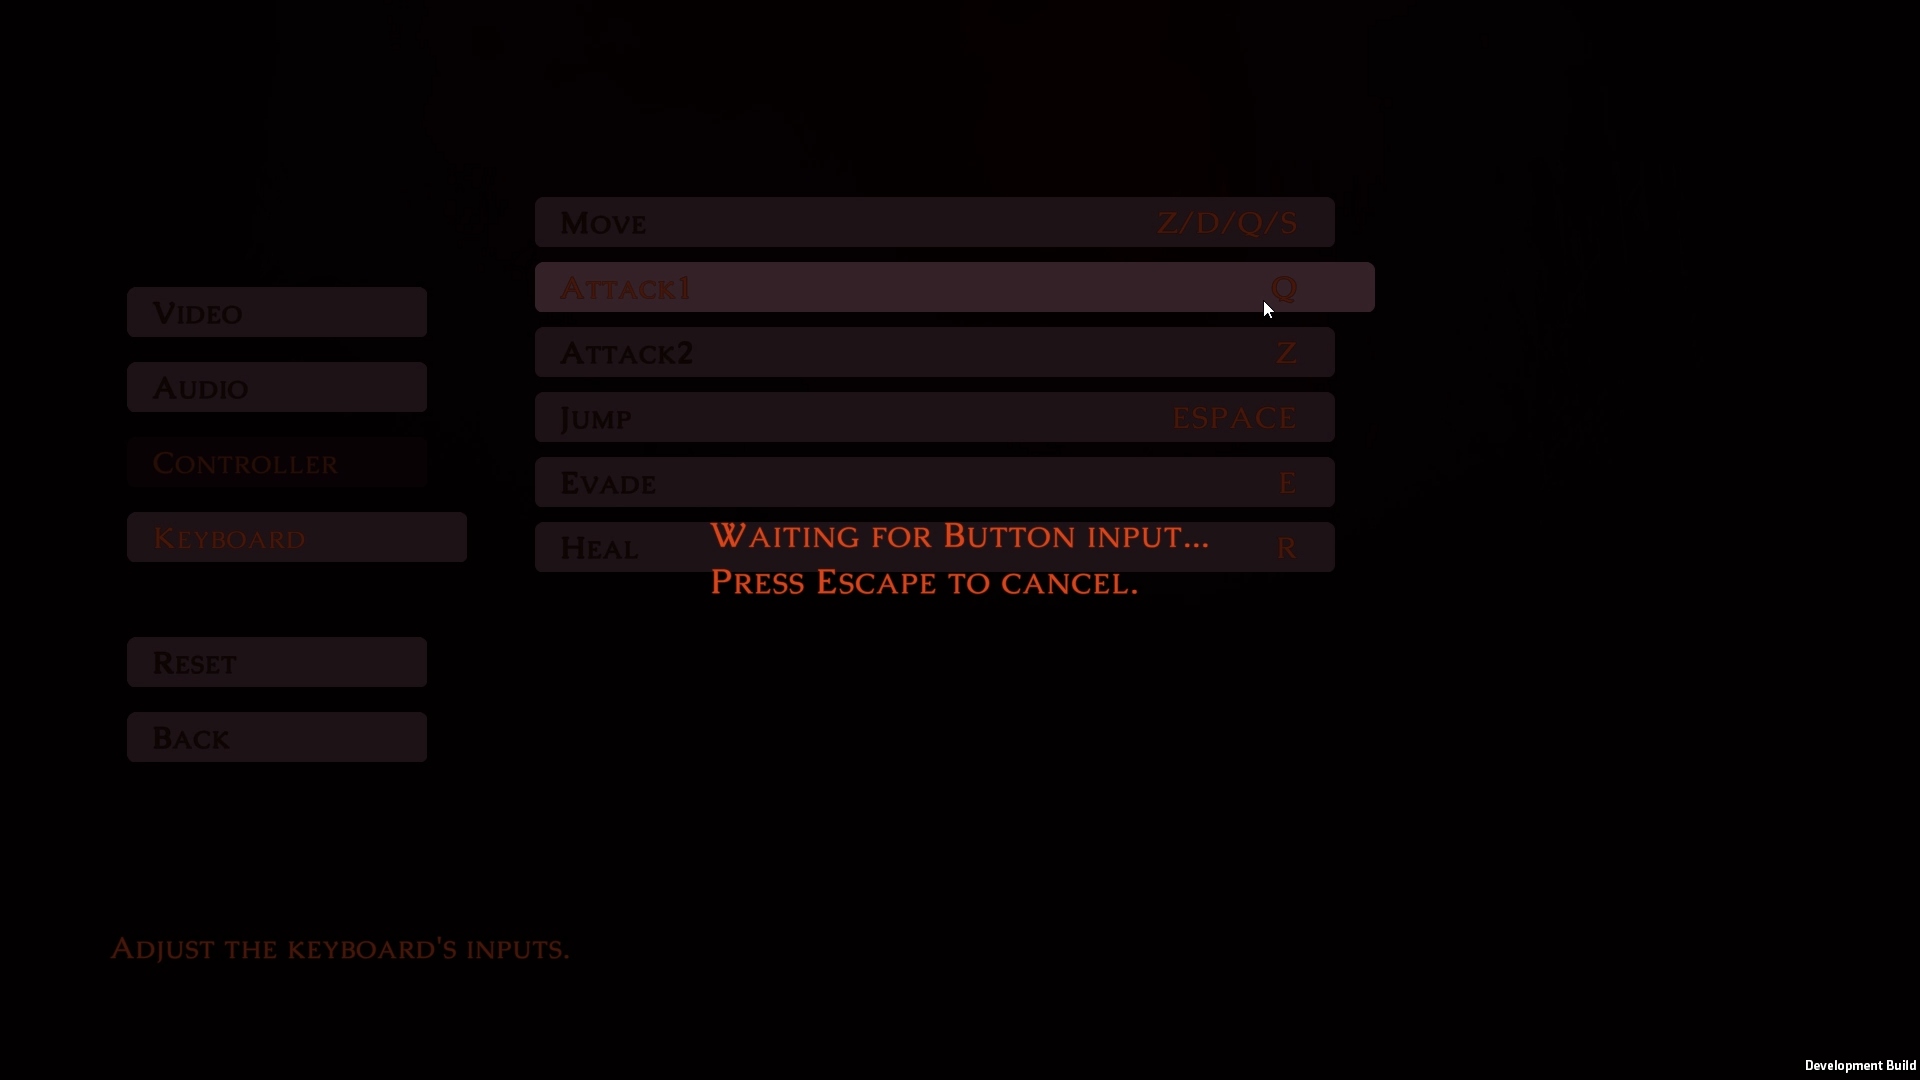 Move Z/D/Q/S
Attack1 Q
Video
Attack2 Z
Audio
Jump ESPACE
Controller
Evade E
Keyboard
Heal R
Waiting for Button input...
Press Escape to cancel.
Reset
Back
Adjust the keyboard's inputs.
Development Build